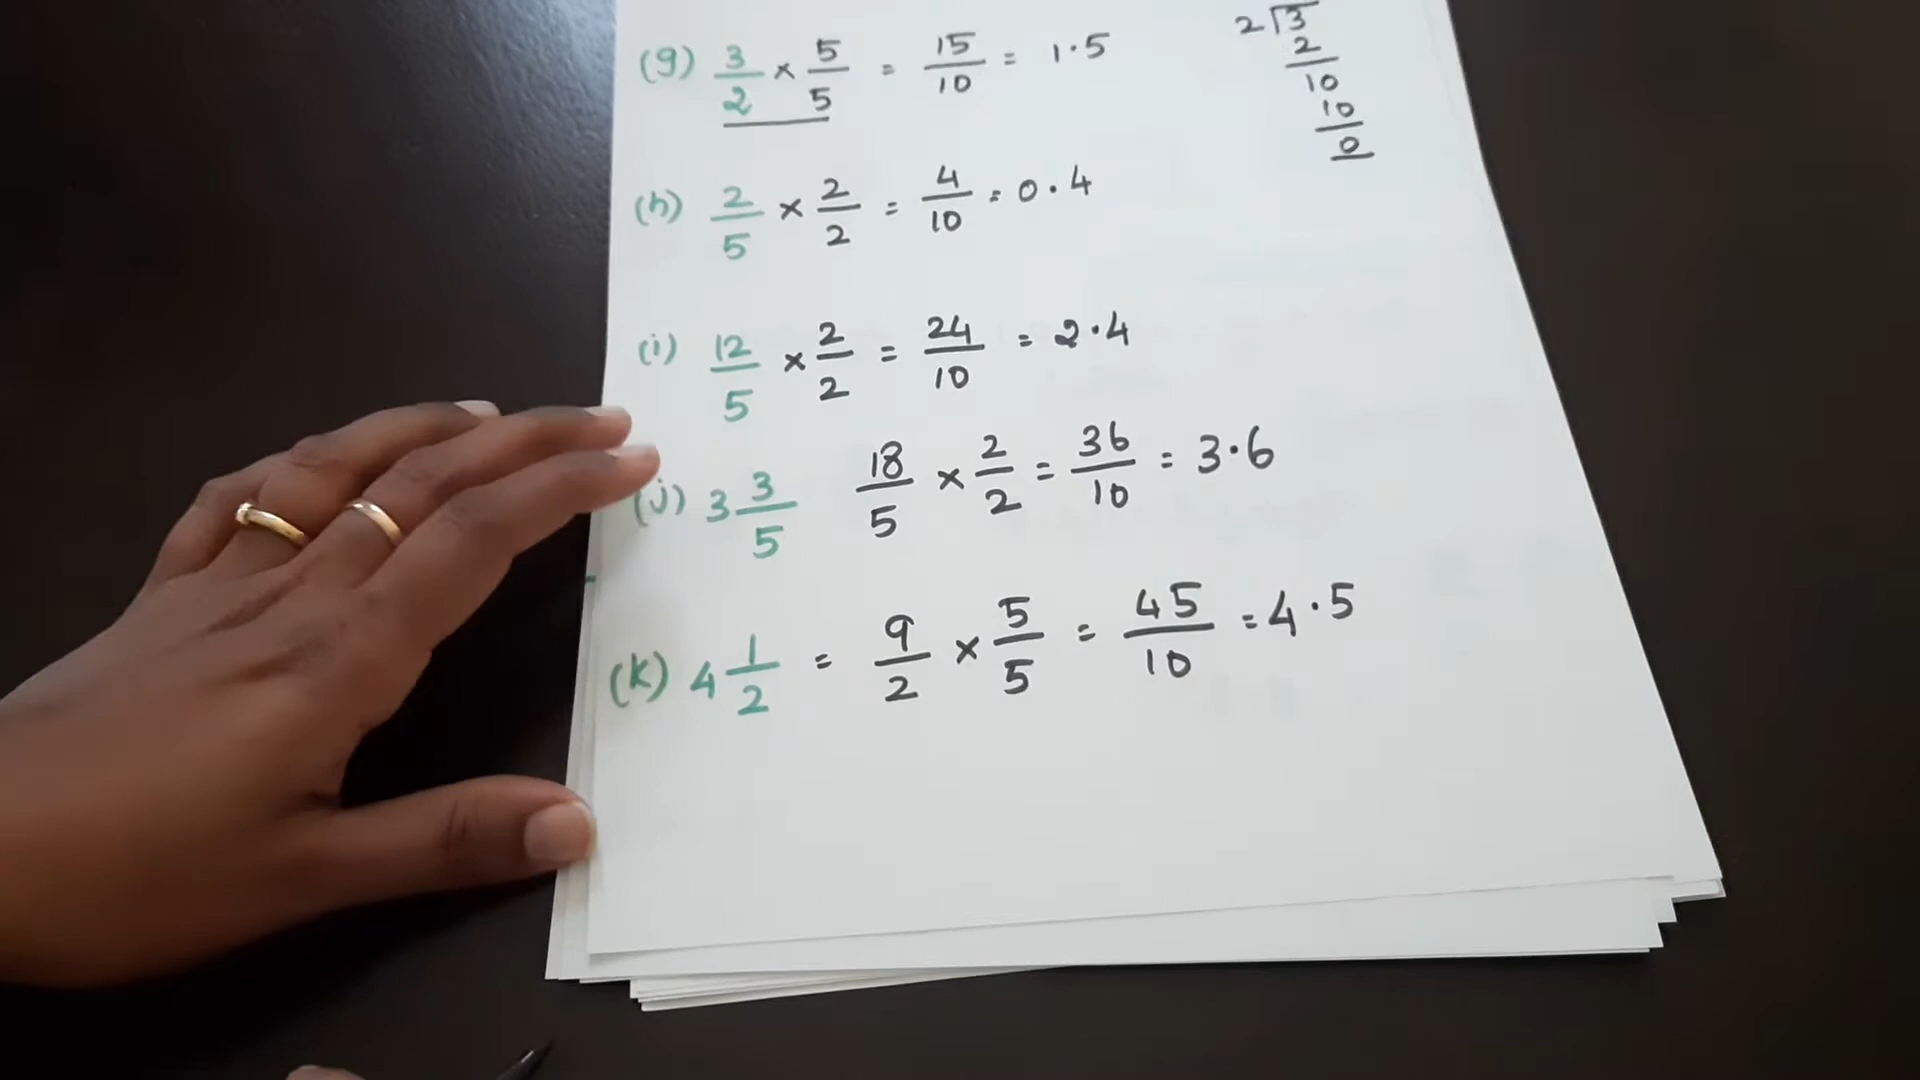 (g) 3/2 × 5/5 = 15/10 = 1·5
2⟌3
2
10
10
0
(h) 2/5 × 2/2 = 4/10 = 0·4
(i) 12/5 × 2/2 = 24/10 = 2·4
(j) 3 3/5 18/5 × 2/2 = 36/10 = 3·6
(k) 4 1/2 = 9/2 × 5/5 = 45/10 = 4·5